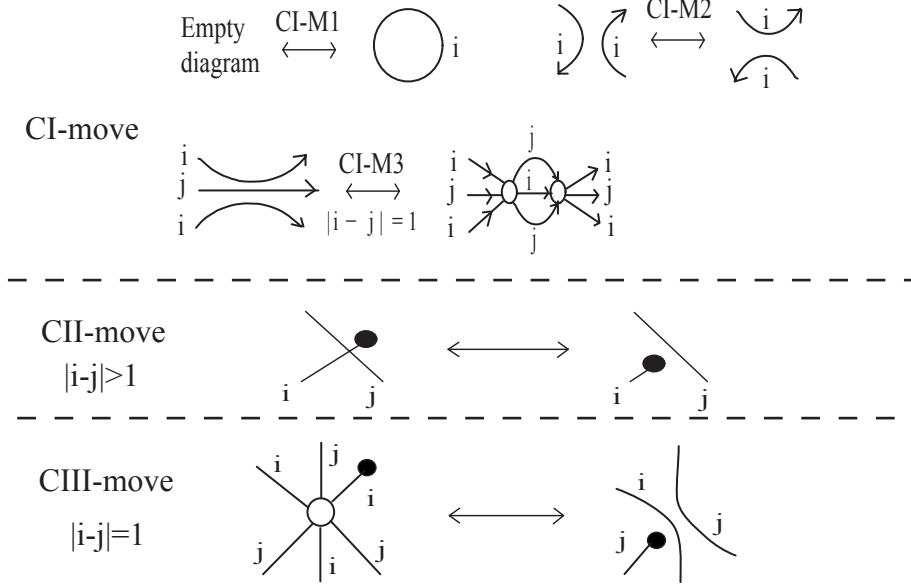 Empty diagram
CI-M1
i
i
i
CI-M2
i
i
CI-move
i
j
i
CI-M3
|i − j| = 1
i
j
i
j
i
j
i
j
i
CII-move
|i-j|>1
i
j
i
j
CIII-move
|i-j|=1
i
j
i
j
i
j
i
j
j